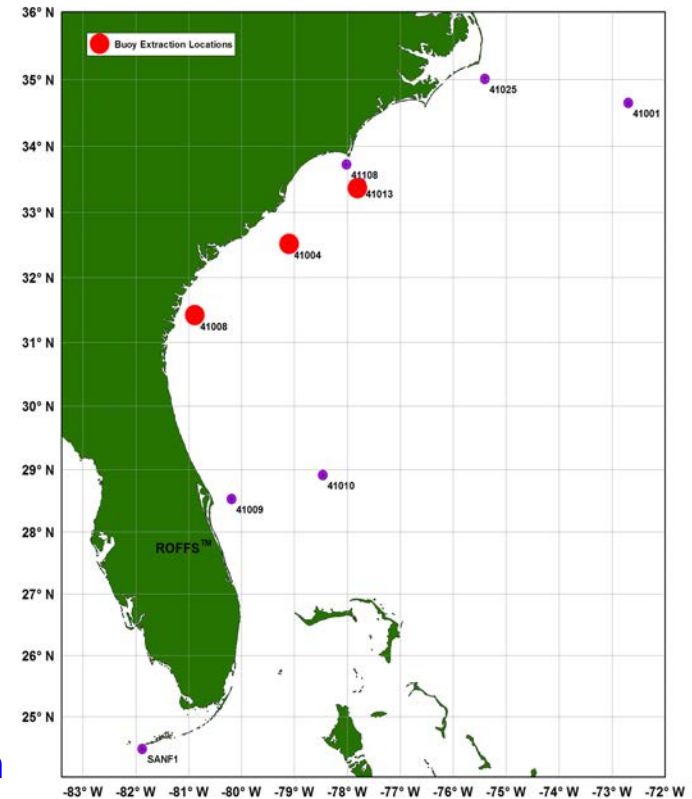 36° N
Buoy Extraction Locations
35° N
41025
41001
34° N
41108
41013
33° N
41004
32° N
41008
31° N
30° N
29° N
41010
41009
28° N
ROFFS™
27° N
26° N
25° N
SANF1
-83° W -82° W -81° W -80° W -79° W -78° W -77° W -76° W -75° W -74° W -73° W -72° W